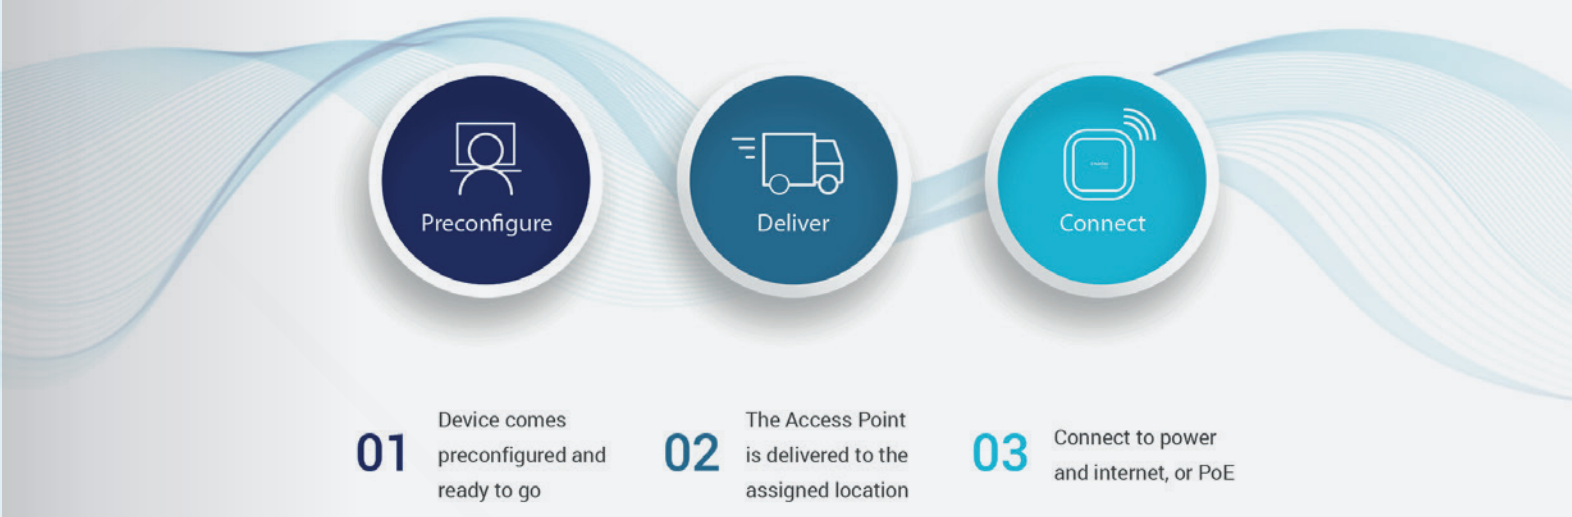 Preconfigure
Deliver
Connect
01
Device comes
preconfigured and
ready to go
02
The Access Point
is delivered to the
assigned location
03
Connect to power
and internet, or PoE